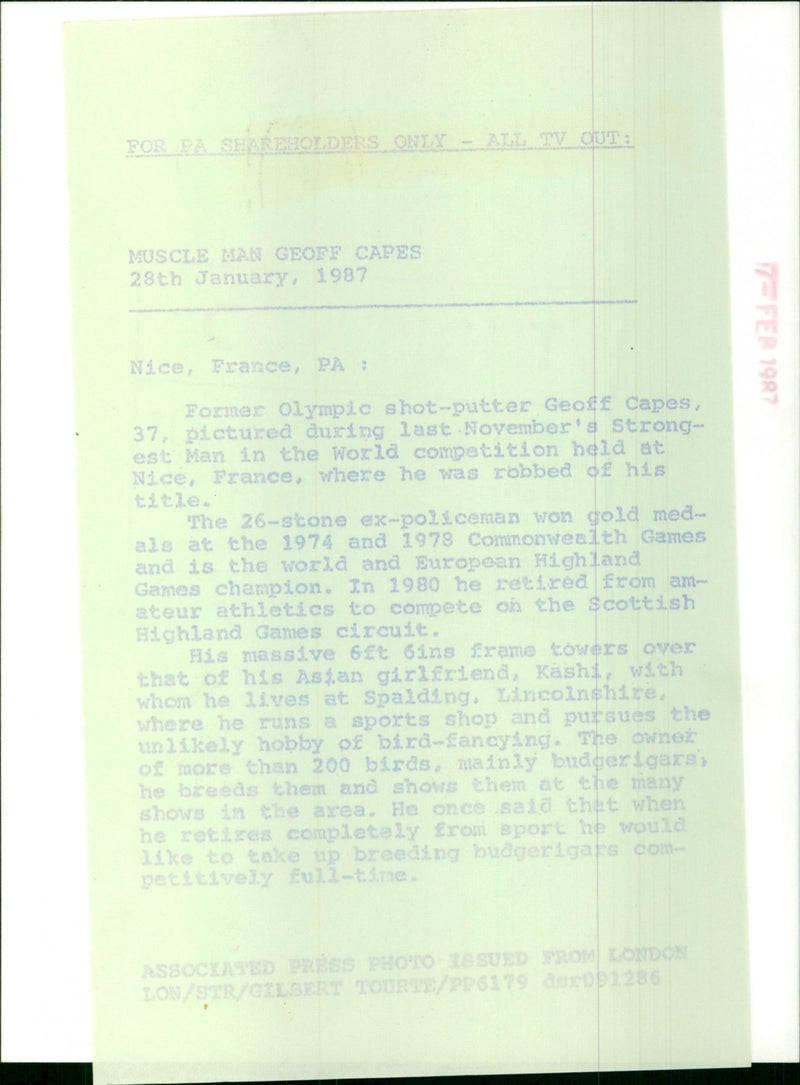 FOR PA SHAREHOLDERS ONLY - ALL TV OUT:
MUSCLE MAN GEOFF CAPES
28th January, 1987
Nice, France, PA :
Former Olympic shot-putter Geoff Capes,
37, pictured during last November's Strong-
est Man in the World competition held at
Nice, France, where he was robbed of his
title.
The 26-stone ex-policeman won gold med-
als at the 1974 and 1978 Commonwealth Games
and is the world and European Highland
Games champion. In 1980 he retired from am-
ateur athletics to compete on the Scottish
Highland Games circuit.
His massive 6ft 6ins frame towers over
that of his Asian girlfriend, Kashi, with
whom he lives at Spalding, Lincolnshire,
where he runs a sports shop and pursues the
unlikely hobby of bird-fancying. The owner
of more than 200 birds, mainly budgerigars,
he breeds them and shows them at the many
shows in the area. He once said that when
he retires completely from sport he would
like to take up breeding budgerigars com-
petitively full-time.
ASSOCIATED PRESS PHOTO ISSUED FROM LONDON
LON/STR/GILBERT TOURTE/PP6179 dsr091286
17=FEB 1987